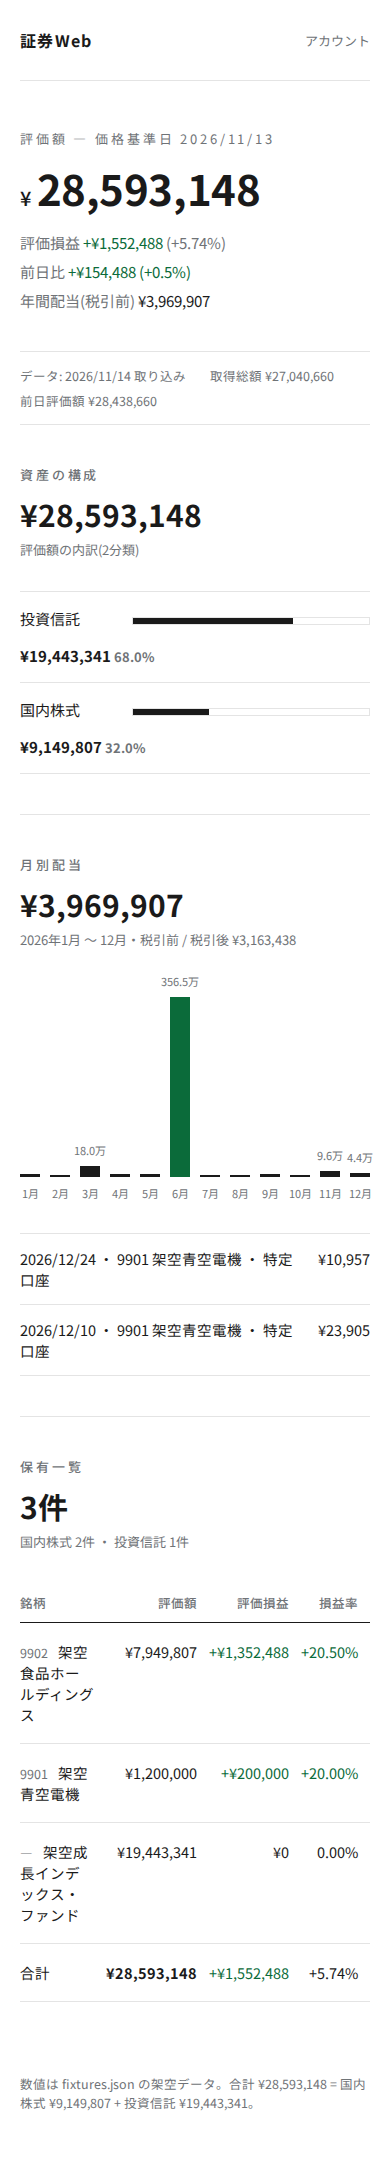 証券Web
アカウント
評価額 — 価格基準日 2026/11/13
¥ 28,593,148
評価損益 +¥1,552,488 (+5.74%)
前日比 +¥154,488 (+0.5%)
年間配当(税引前) ¥3,969,907
データ: 2026/11/14 取り込み 取得総額 ¥27,040,660
前日評価額 ¥28,438,660
資産の構成
¥28,593,148
評価額の内訳(2分類)
投資信託
¥19,443,341 68.0%
国内株式
¥9,149,807 32.0%
月別配当
¥3,969,907
2026年1月 〜 12月・税引前 / 税引後 ¥3,163,438
356.5万
18.0万
9.6万 4.4万
1月 2月 3月 4月 5月 6月 7月 8月 9月 10月 11月 12月
2026/12/24 ・ 9901 架空青空電機 ・ 特定 ¥10,957
口座
2026/12/10 ・ 9901 架空青空電機 ・ 特定 ¥23,905
口座
保有一覧
3件
国内株式 2件 ・ 投資信託 1件
銘柄 評価額 評価損益 損益率
9902 架空 ¥7,949,807 +¥1,352,488 +20.50%
食品ホー
ルディング
ス
9901 架空 ¥1,200,000 +¥200,000 +20.00%
青空電機
— 架空成 ¥19,443,341 ¥0 0.00%
長インデ
ックス・
ファンド
合計 ¥28,593,148 +¥1,552,488 +5.74%
数値は fixtures.json の架空データ。合計 ¥28,593,148 = 国内
株式 ¥9,149,807 + 投資信託 ¥19,443,341。